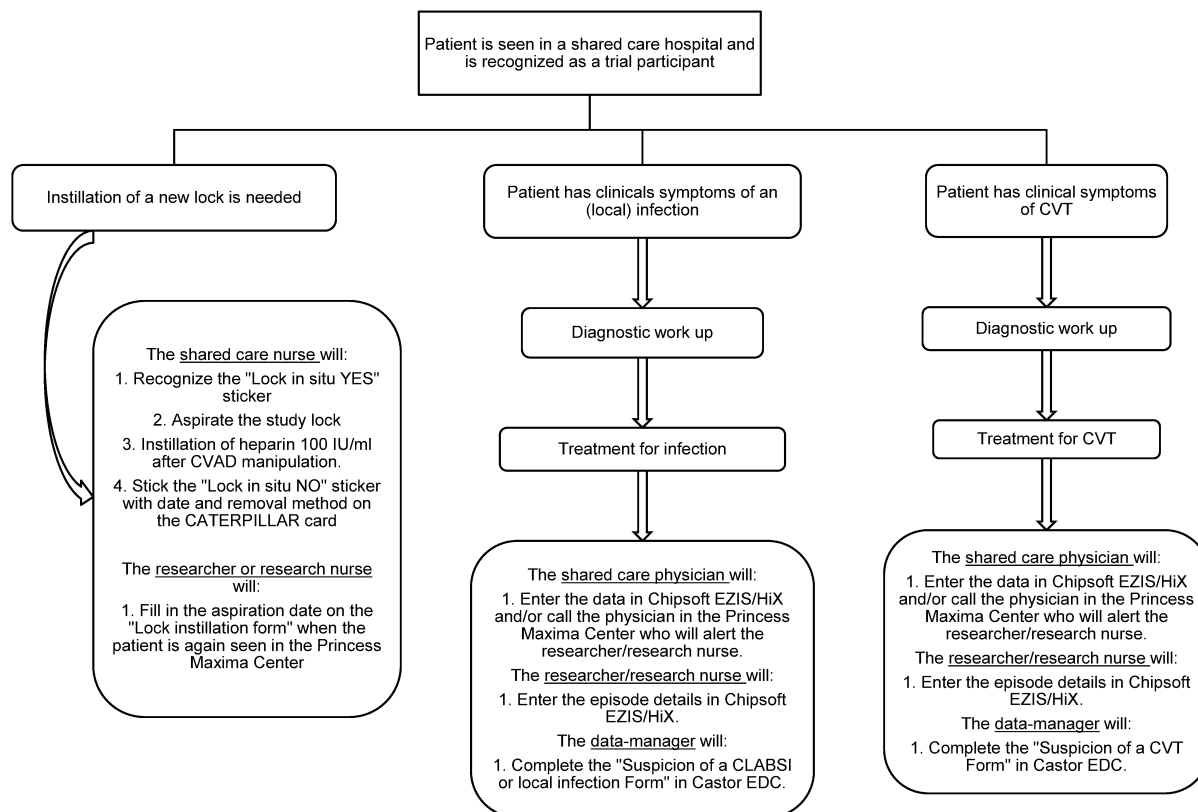 Patient is seen in a shared care hospital and
is recognized as a trial participant
Instillation of a new lock is needed
The shared care nurse will:
1. Recognize the "Lock in situ YES"
sticker
2. Aspirate the study lock
3. Instillation of heparin 100 IU/ml
after CVAD manipulation.
4. Stick the "Lock in situ NO" sticker
with date and removal method on
the CATERPILLAR card
The researcher or research nurse
will:
1. Fill in the aspiration date on the
"Lock instillation form" when the
patient is again seen in the Princess
Maxima Center
Patient has clinicals symptoms of an
(local) infection
Diagnostic work up
Treatment for infection
The shared care physician will:
1. Enter the data in Chipsoft EZIS/HiX
and/or call the physician in the Princess
Maxima Center who will alert the
researcher/research nurse.
The researcher/research nurse will:
1. Enter the episode details in Chipsoft
EZIS/HiX.
The data-manager will:
1. Complete the "Suspicion of a CLABSI
or local infection Form" in Castor EDC.
Patient has clinical symptoms
of CVT
Diagnostic work up
Treatment for CVT
The shared care physician will:
1. Enter the data in Chipsoft EZIS/HiX
and/or call the physician in the Princess
Maxima Center who will alert the
researcher/research nurse.
The researcher/research nurse will:
1. Enter the episode details in Chipsoft
EZIS/HiX.
The data-manager will:
1. Complete the "Suspicion of a CVT
Form" in Castor EDC.